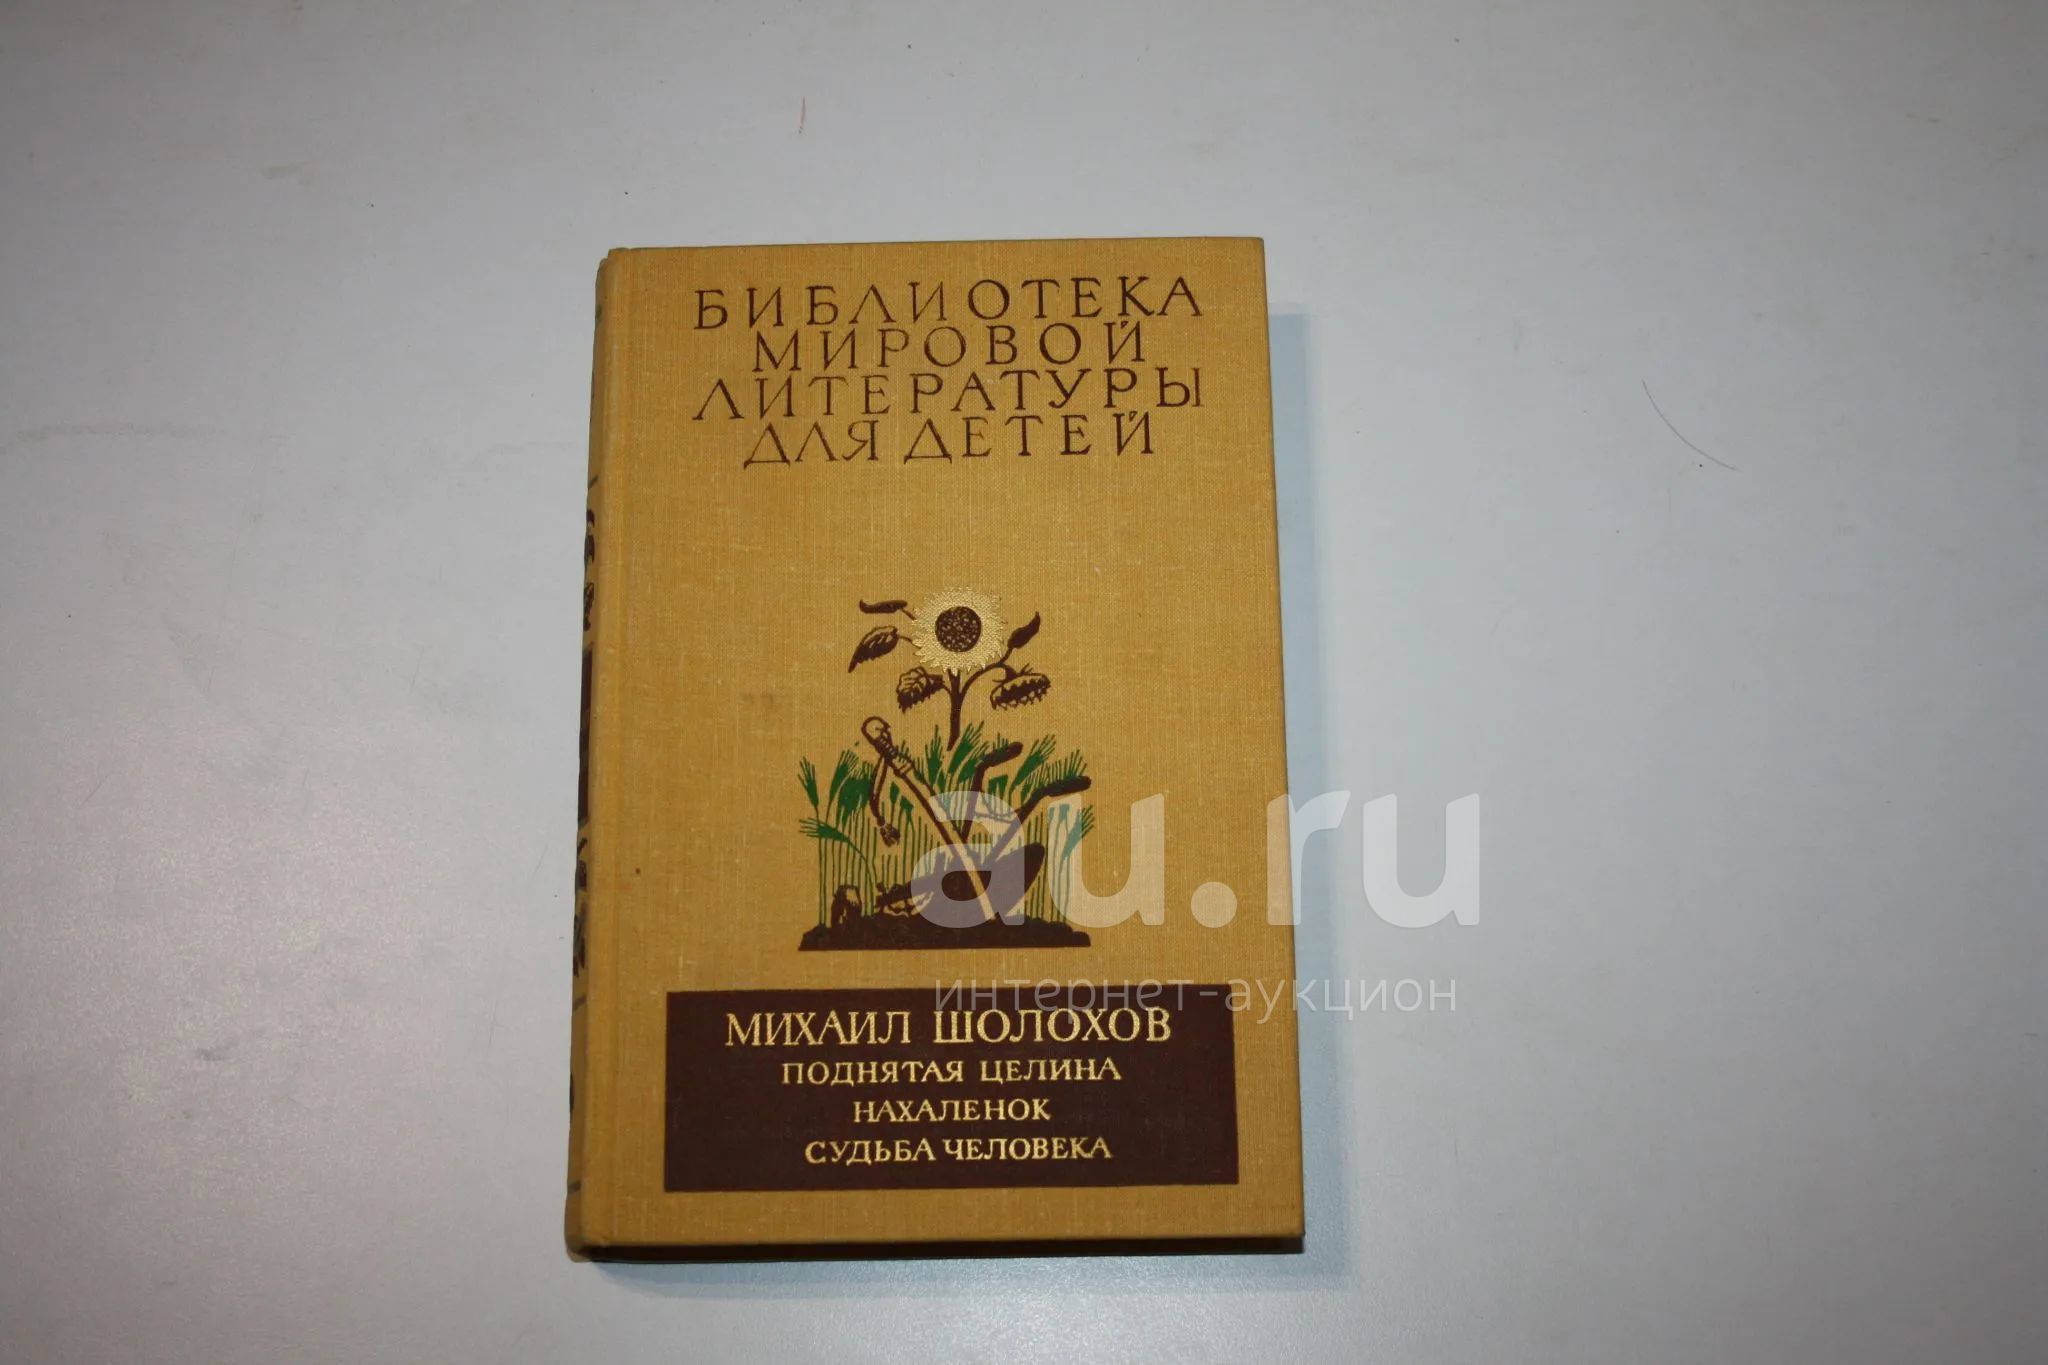 БИБЛИОТЕКА
МИРОВОЙ
ЛИТЕРАТУРЫ
ДЛЯ ДЕТЕЙ
au.ru
интернет-аукцион
МИХАИЛ ШОЛОХОВ
ПОДНЯТАЯ ЦЕЛИНА
НАХАЛЕНОК
СУДЬБА ЧЕЛОВЕКА